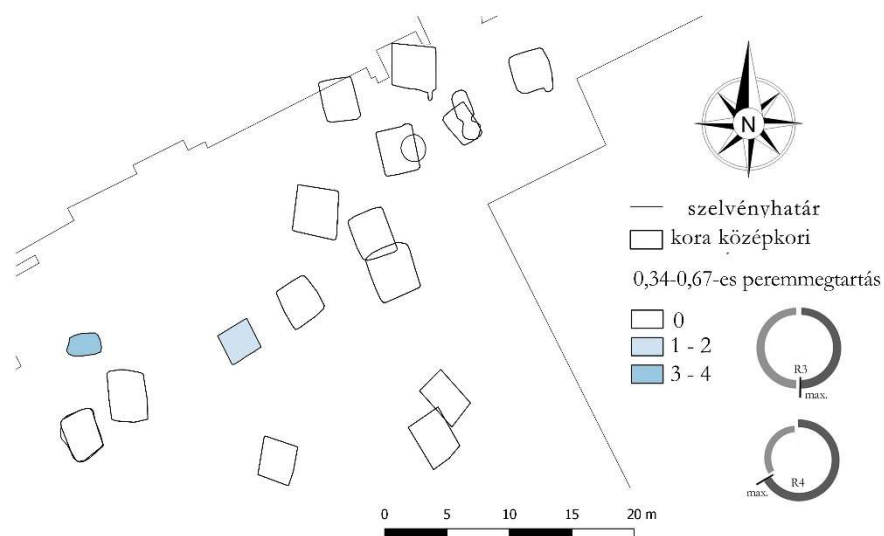 N
szelvényhatár
kora középkori
0,34-0,67-es peremmegtartás
0
1 - 2
3 - 4
R3
max.
R4
max.
0 5 10 15 20 m